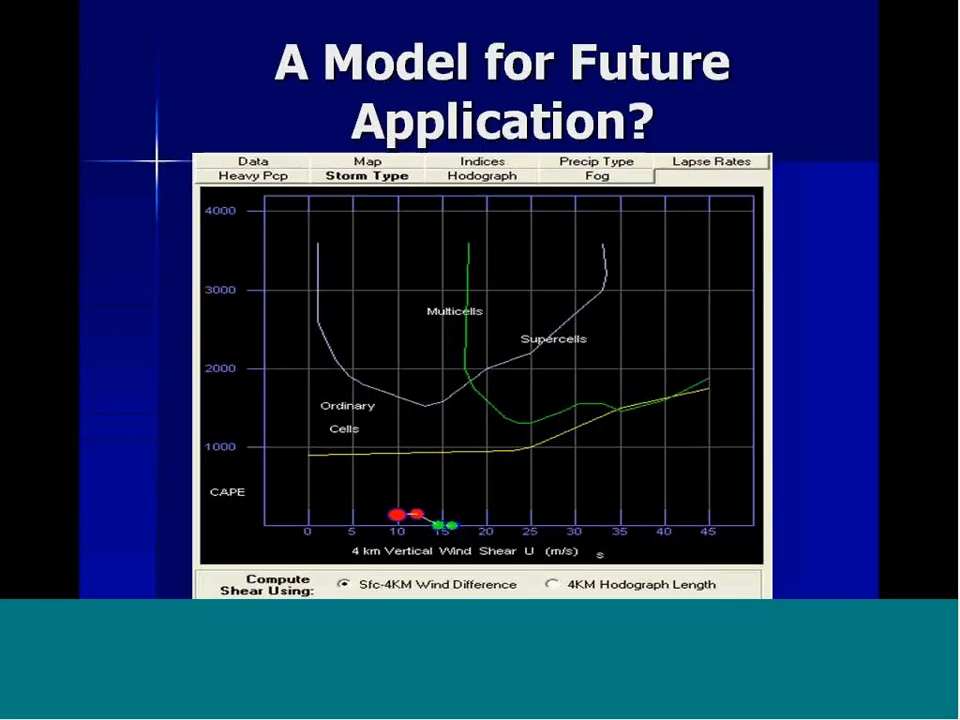 A Model for Future
Application?
Data Map Indices Precip Type Lapse Rates
Heavy Pcp Storm Type Hodograph Fog
4000
3000
Multicells
Supercells
2000
Ordinary
Cells
1000
CAPE
0 5 10 15 20 25 30 35 40 45
4 km Vertical Wind Shear U (m/s) s
Compute
Shear Using:
Sfc-4KM Wind Difference 4KM Hodograph Length